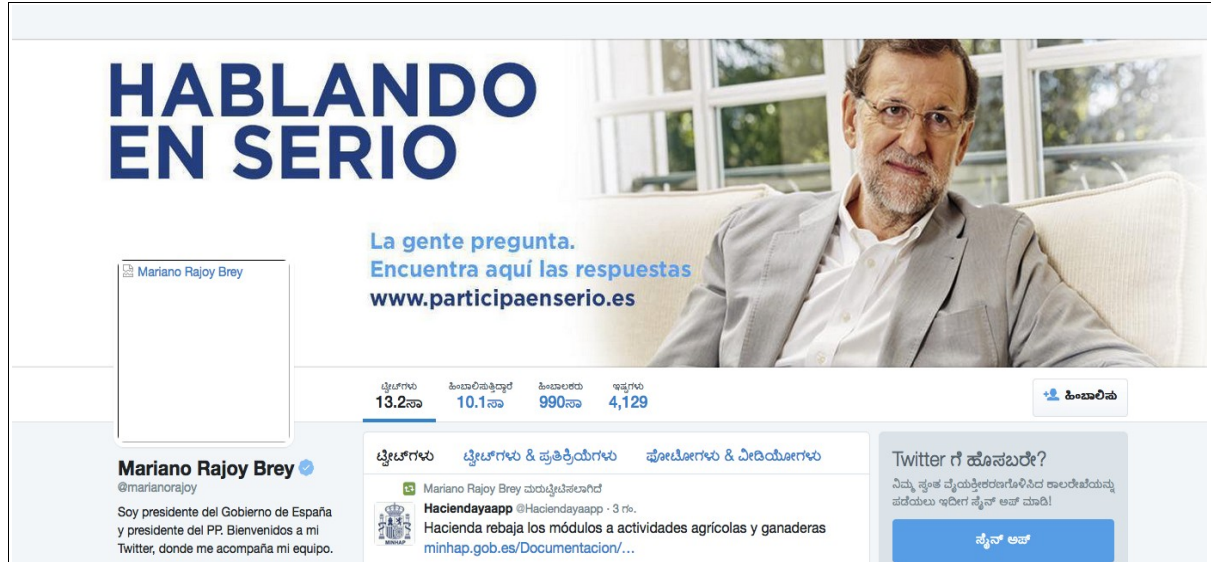 HABLANDO
EN SERIO
La gente pregunta.
Encuentra aquí las respuestas
www.participaenserio.es
Mariano Rajoy Brey
ಟ್ವೀಟ್‌ಗಳು ಹಿಂಬಾಲಿಸುತ್ತಿದ್ದಾರೆ ಹಿಂಬಾಲಕರು ಇಷ್ಟಗಳು
13.2ಸಾ 10.1ಸಾ 990ಸಾ 4,129
ಹಿಂಬಾಲಿಸು
Mariano Rajoy Brey
@marianorajoy
Soy presidente del Gobierno de España
y presidente del PP. Bienvenidos a mi
Twitter, donde me acompaña mi equipo.
ಟ್ವೀಟ್‌ಗಳು ಟ್ವೀಟ್‌ಗಳು & ಪ್ರತಿಕ್ರಿಯೆಗಳು ಫೋಟೋಗಳು & ವೀಡಿಯೋಗಳು
Mariano Rajoy Brey ಮರುಟ್ವೀಟಿಸಲಾಗಿದೆ
Haciendayaapp @Haciendayaapp · 3 ಗಂ.
Hacienda rebaja los módulos a actividades agrícolas y ganaderas
minhap.gob.es/Documentacion/…
MINHAP
Twitter ಗೆ ಹೊಸಬರೇ?
ನಿಮ್ಮ ಸ್ವಂತ ವೈಯಕ್ತೀಕರಣಗೊಳಿಸಿದ ಕಾಲರೇಖೆಯನ್ನು
ಪಡೆಯಲು ಇದೀಗ ಸೈನ್ ಅಪ್ ಮಾಡಿ!
ಸೈನ್ ಅಪ್